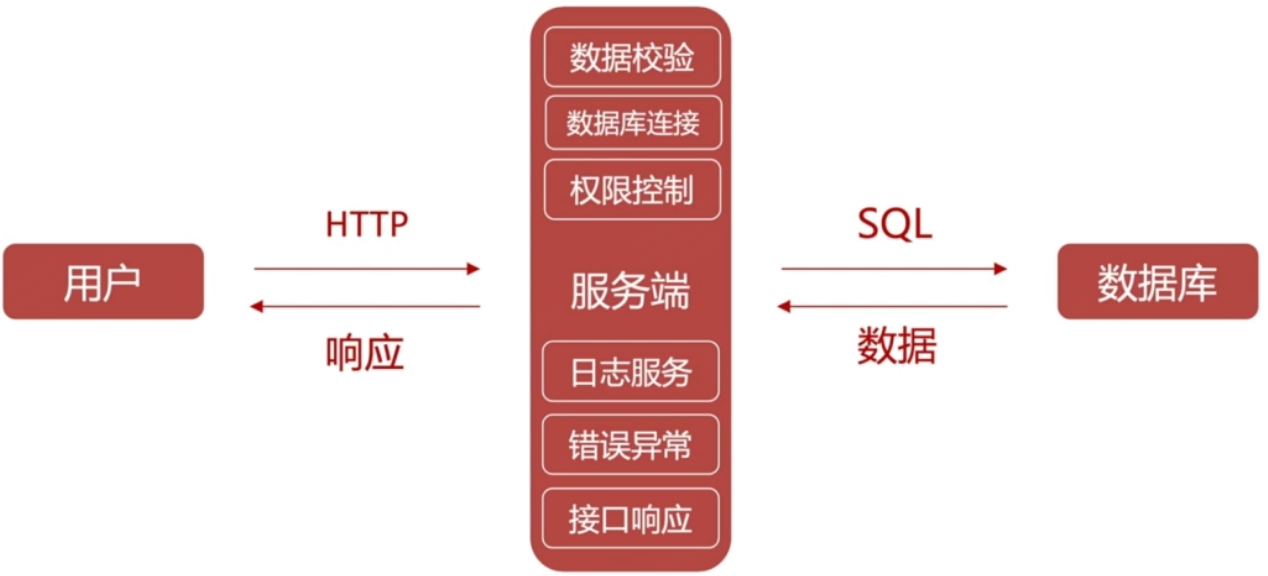 数据校验
数据库连接
权限控制
HTTP
SQL
用户
服务端
数据库
响应
数据
日志服务
错误异常
接口响应